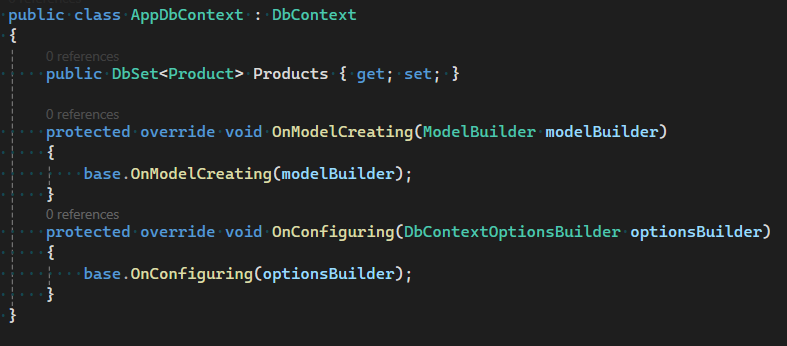 public class AppDbContext : DbContext
{
0 references
public DbSet<Product> Products { get; set; }
0 references
protected override void OnModelCreating(ModelBuilder modelBuilder)
{
base.OnModelCreating(modelBuilder);
}
0 references
protected override void OnConfiguring(DbContextOptionsBuilder optionsBuilder)
{
base.OnConfiguring(optionsBuilder);
}
}